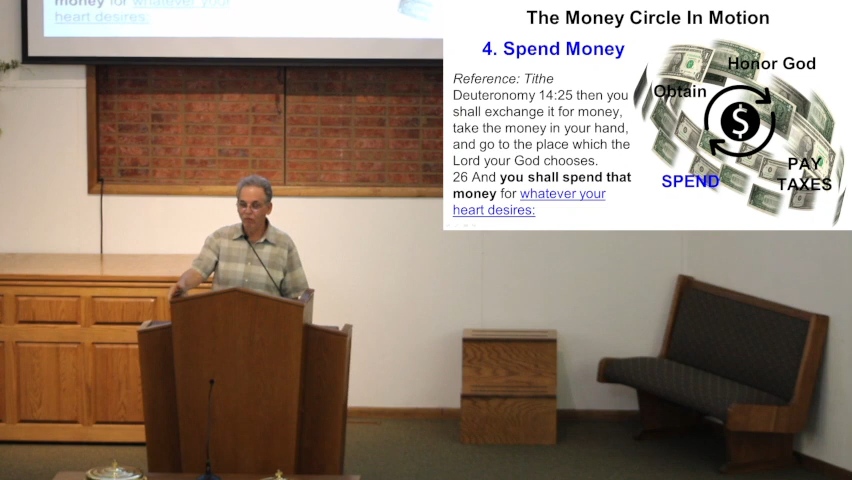 money for whatever your
heart desires:
The Money Circle In Motion
4. Spend Money
Reference: Tithe
Deuteronomy 14:25 then you
shall exchange it for money,
take the money in your hand,
and go to the place which the
Lord your God chooses.
26 And you shall spend that
money for whatever your
heart desires:
Honor God
Obtain
PAY
TAXES
SPEND